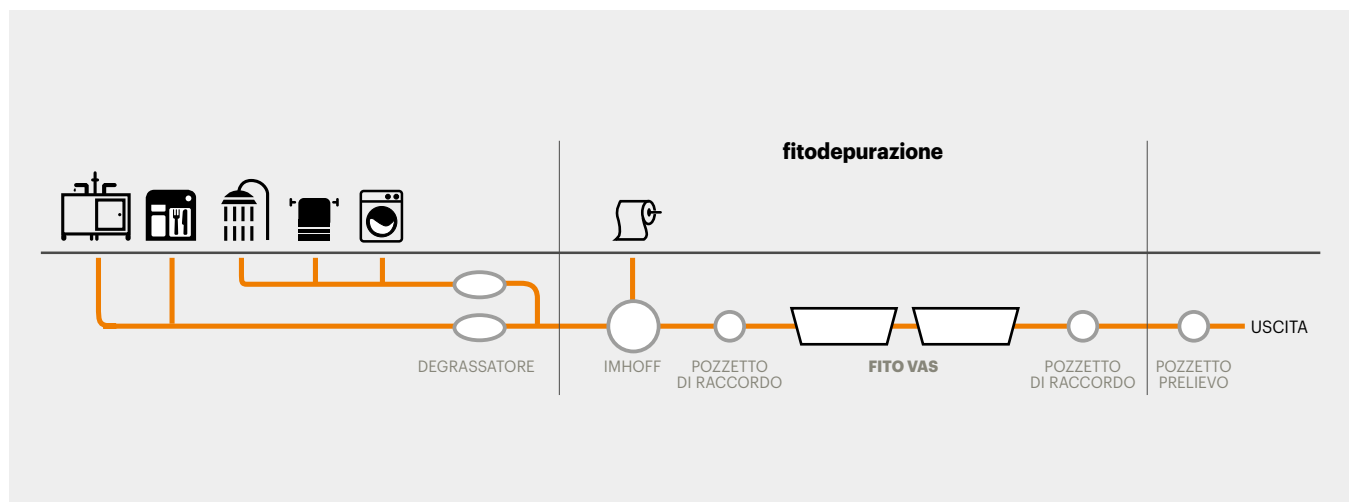 fitodepurazione
USCITA
DEGRASSATORE
IMHOFF
POZZETTO
DI RACCORDO
FITO VAS
POZZETTO
DI RACCORDO
POZZETTO
PRELIEVO